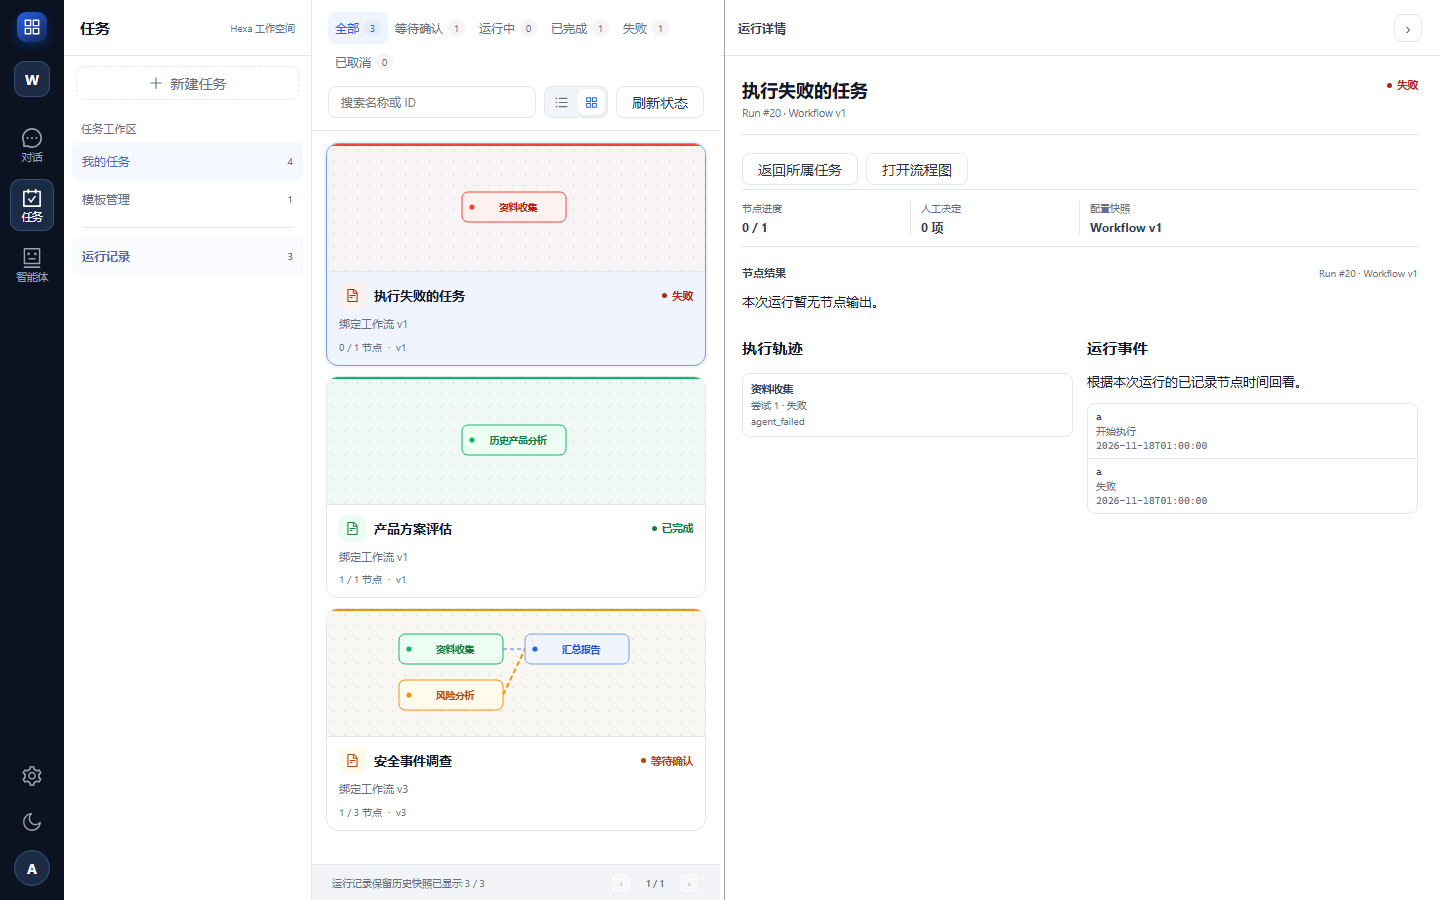 W
对话
任务
智能体
A
任务
Hexa 工作空间
新建任务
任务工作区
我的任务 4
模板管理 1
运行记录 3
全部 3 等待确认 1 运行中 0 已完成 1 失败 1
已取消 0
搜索名称或 ID
刷新状态
资料收集
执行失败的任务
失败
绑定工作流 v1
0 / 1 节点 · v1
历史产品分析
产品方案评估
已完成
绑定工作流 v1
1 / 1 节点 · v1
资料收集
汇总报告
风险分析
安全事件调查
等待确认
绑定工作流 v3
1 / 3 节点 · v3
运行记录保留历史快照已显示 3 / 3
‹ 1 / 1 ›
运行详情
›
执行失败的任务
失败
Run #20 · Workflow v1
返回所属任务
打开流程图
节点进度
0 / 1
人工决定
0 项
配置快照
Workflow v1
节点结果
Run #20 · Workflow v1
本次运行暂无节点输出。
执行轨迹
资料收集
尝试 1 · 失败
agent_failed
运行事件
根据本次运行的已记录节点时间回看。
a
开始执行
2026-11-18T01:00:00
a
失败
2026-11-18T01:00:00